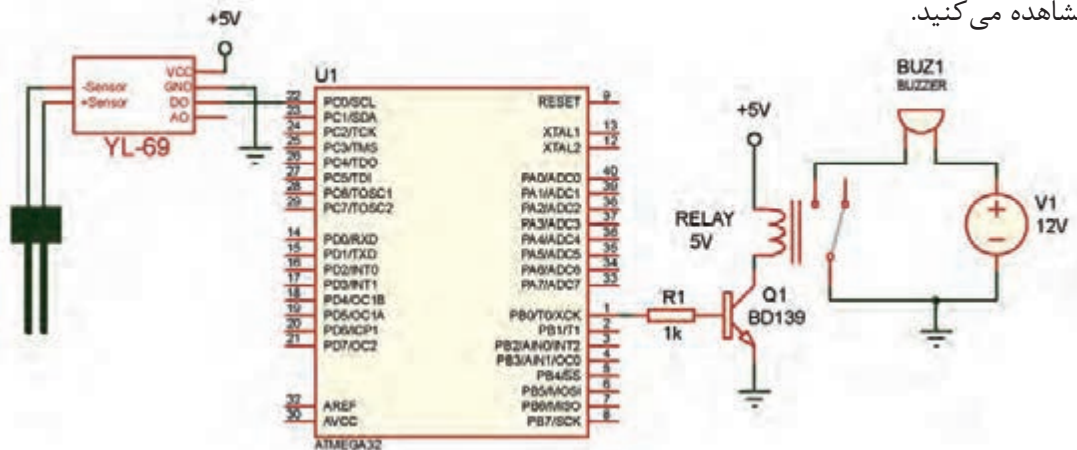 شاهده می‌کنید.
+5V
-Sensor
+Sensor
VCC
GND
DO
AO
YL-69
U1
22 PC0/SCL
23 PC1/SDA
24 PC2/TCK
25 PC3/TMS
26 PC4/TDO
27 PC5/TDI
28 PC6/TOSC1
29 PC7/TOSC2
14 PD0/RXD
15 PD1/TXD
16 PD2/INT0
17 PD3/INT1
18 PD4/OC1B
19 PD5/OC1A
20 PD6/ICP1
21 PD7/OC2
32 AREF
30 AVCC
RESET 9
XTAL1 13
XTAL2 12
PA0/ADC0 40
PA1/ADC1 39
PA2/ADC2 38
PA3/ADC3 37
PA4/ADC4 36
PA5/ADC5 35
PA6/ADC6 34
PA7/ADC7 33
PB0/T0/XCK 1
PB1/T1 2
PB2/AIN0/INT2 3
PB3/AIN1/OC0 4
PB4/SS 5
PB5/MOSI 6
PB6/MISO 7
PB7/SCK 8
ATMEGA32
R1
1k
+5V
RELAY
5V
Q1
BD139
BUZ1
BUZZER
V1
12V